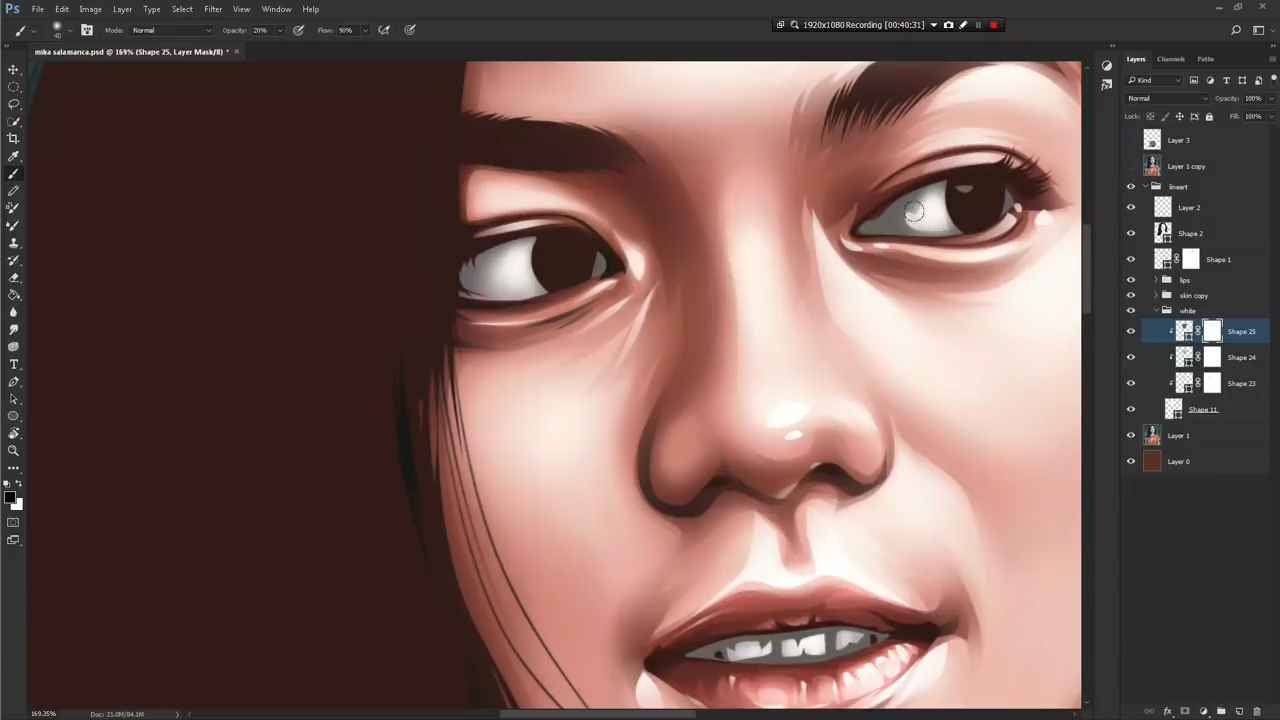 Ps File Edit Image Layer Type Select Filter View Window Help
1920x1080 Recording (00:40:31)
40 Mode: Normal Opacity: 20% Flow: 90%
mika salamanca.psd @ 169% (Shape 25, Layer Mask/8) * ×
Layers Channels Paths
Kind
Normal Opacity: 100%
Lock: Fill: 100%
Layer 3
Layer 1 copy
lineart
Layer 2
Shape 2
Shape 1
lips
skin copy
white
Shape 25
Shape 24
Shape 23
Shape 11
Layer 1
Layer 0
169.35% Doc: 21.0M/84.1M